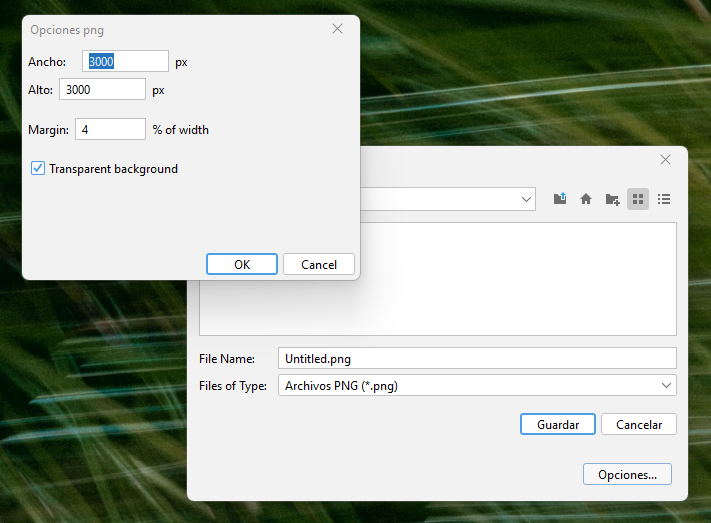 Opciones png
Ancho: 3000 px
Alto: 3000 px
Margin: 4 % of width
Transparent background
OK Cancel
File Name: Untitled.png
Files of Type: Archivos PNG (*.png)
Guardar Cancelar
Opciones...